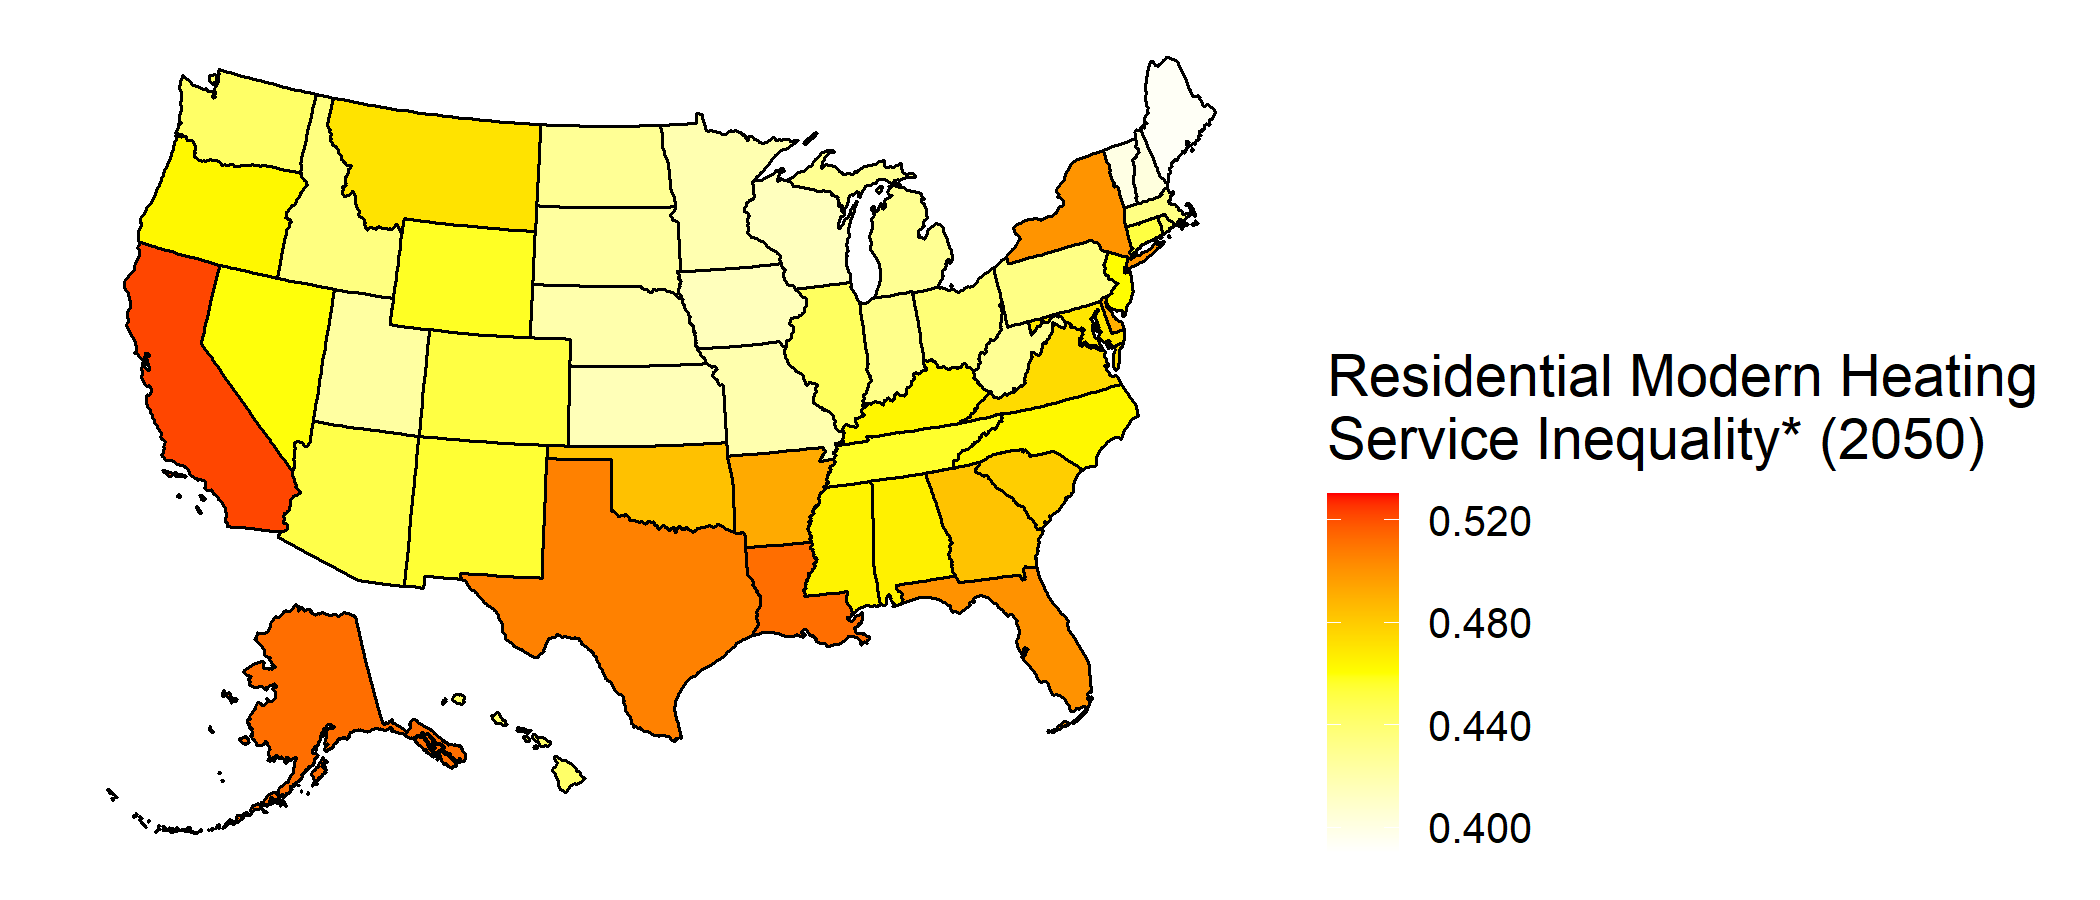 Residential Modern Heating
Service Inequality* (2050)
0.520
0.480
0.440
0.400